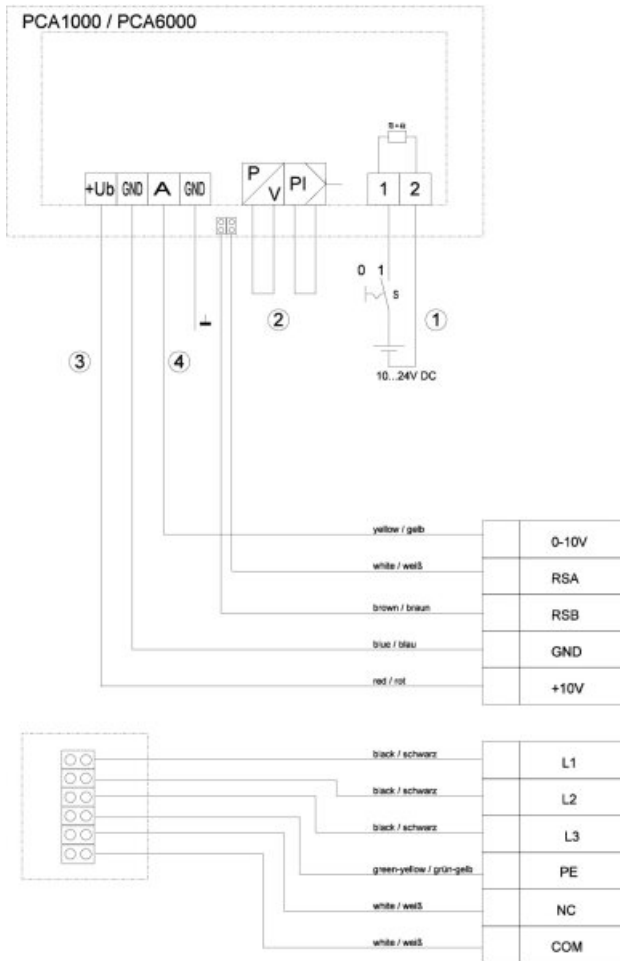 PCA1000 / PCA6000
+Ub GND A GND
P
V
PI
1 2
0 1
S
1
2
3
4
10...24V DC
yellow / gelb
0-10V
white / weiß
RSA
brown / braun
RSB
blue / blau
GND
red / rot
+10V
black / schwarz
L1
black / schwarz
L2
black / schwarz
L3
green-yellow / grün-gelb
PE
white / weiß
NC
white / weiß
COM